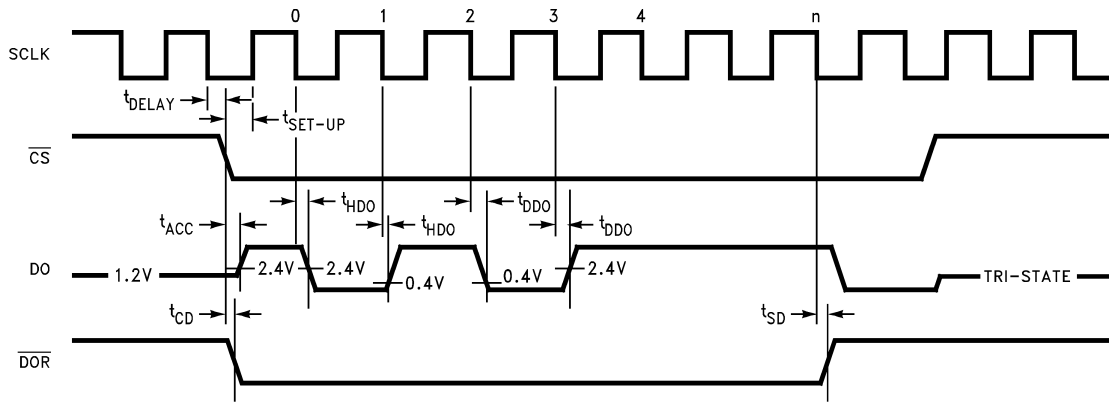 0 1 2 3 4 n
SCLK
tDELAY
tSET-UP
CS
tHDO
tDDO
tACC
tHDO
tDDO
DO
1.2V
2.4V
2.4V
0.4V
0.4V
2.4V
TRI-STATE
tCD
tSD
DOR